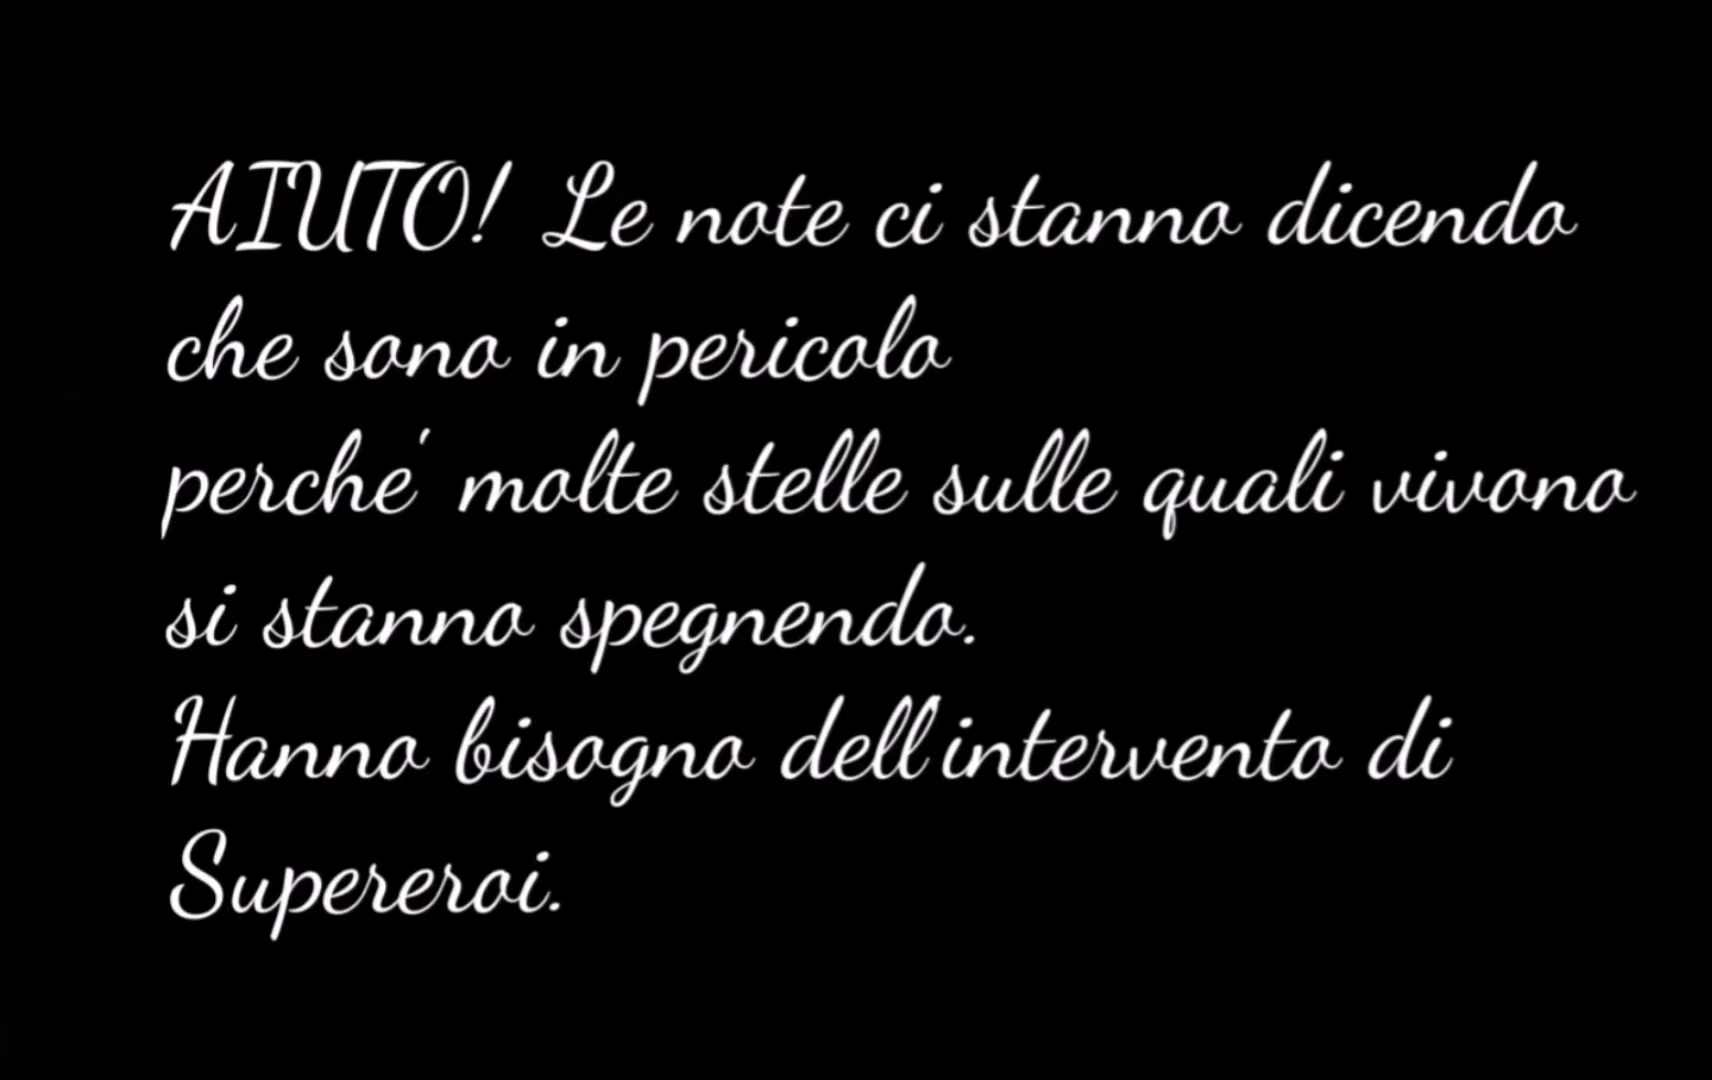 AIUTO! Le note ci stanno dicendo
che sono in pericolo
perche' molte stelle sulle quali vivono
si stanno spegnendo.
Hanno bisogno dell'intervento di
Supereroi.